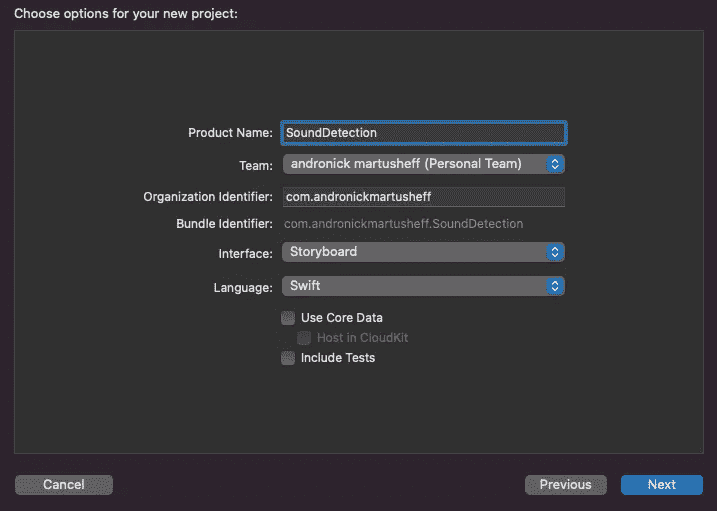 Choose options for your new project:
Product Name: SoundDetection
Team: andronick martusheff (Personal Team)
Organization Identifier: com.andronickmartusheff
Bundle Identifier: com.andronickmartusheff.SoundDetection
Interface: Storyboard
Language: Swift
Use Core Data
Host in CloudKit
Include Tests
Cancel Previous Next